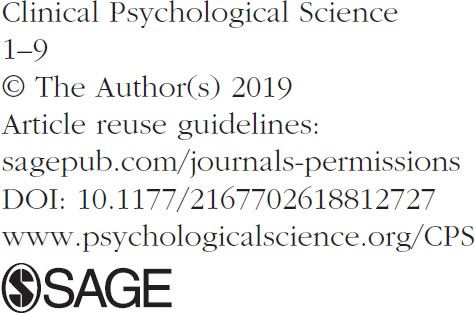 Clinical Psychological Science
1–9
© The Author(s) 2019
Article reuse guidelines:
sagepub.com/journals-permissions
DOI: 10.1177/2167702618812727
www.psychologicalscience.org/CPS
SAGE